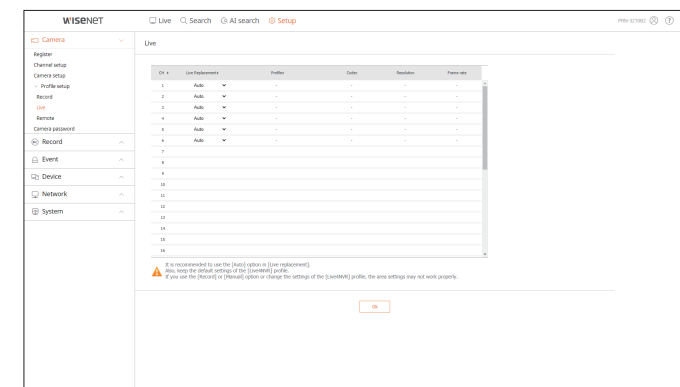 WISENET
Live Search AI search Setup
Camera
Register
Channel setup
Camera setup
Profile setup
Record
Live
Remote
Camera password
Record
Event
Device
Network
System
Live
CH Live Replacements Profiles Codec Resolution Frame rate
1 Auto - - - -
2 Auto - - - -
3 Auto - - - -
4 Auto - - - -
5 Auto - - - -
6 Auto - - - -
7
8
9
10
11
12
13
14
15
16
It is recommended to use the [Auto] option in [Live replacement].
Also, keep the default settings of the [Live4NVR] profile.
If you use the [Record] or [Manual] option or change the settings of the [Live4NVR] profile, the area settings may not work properly.
Ok